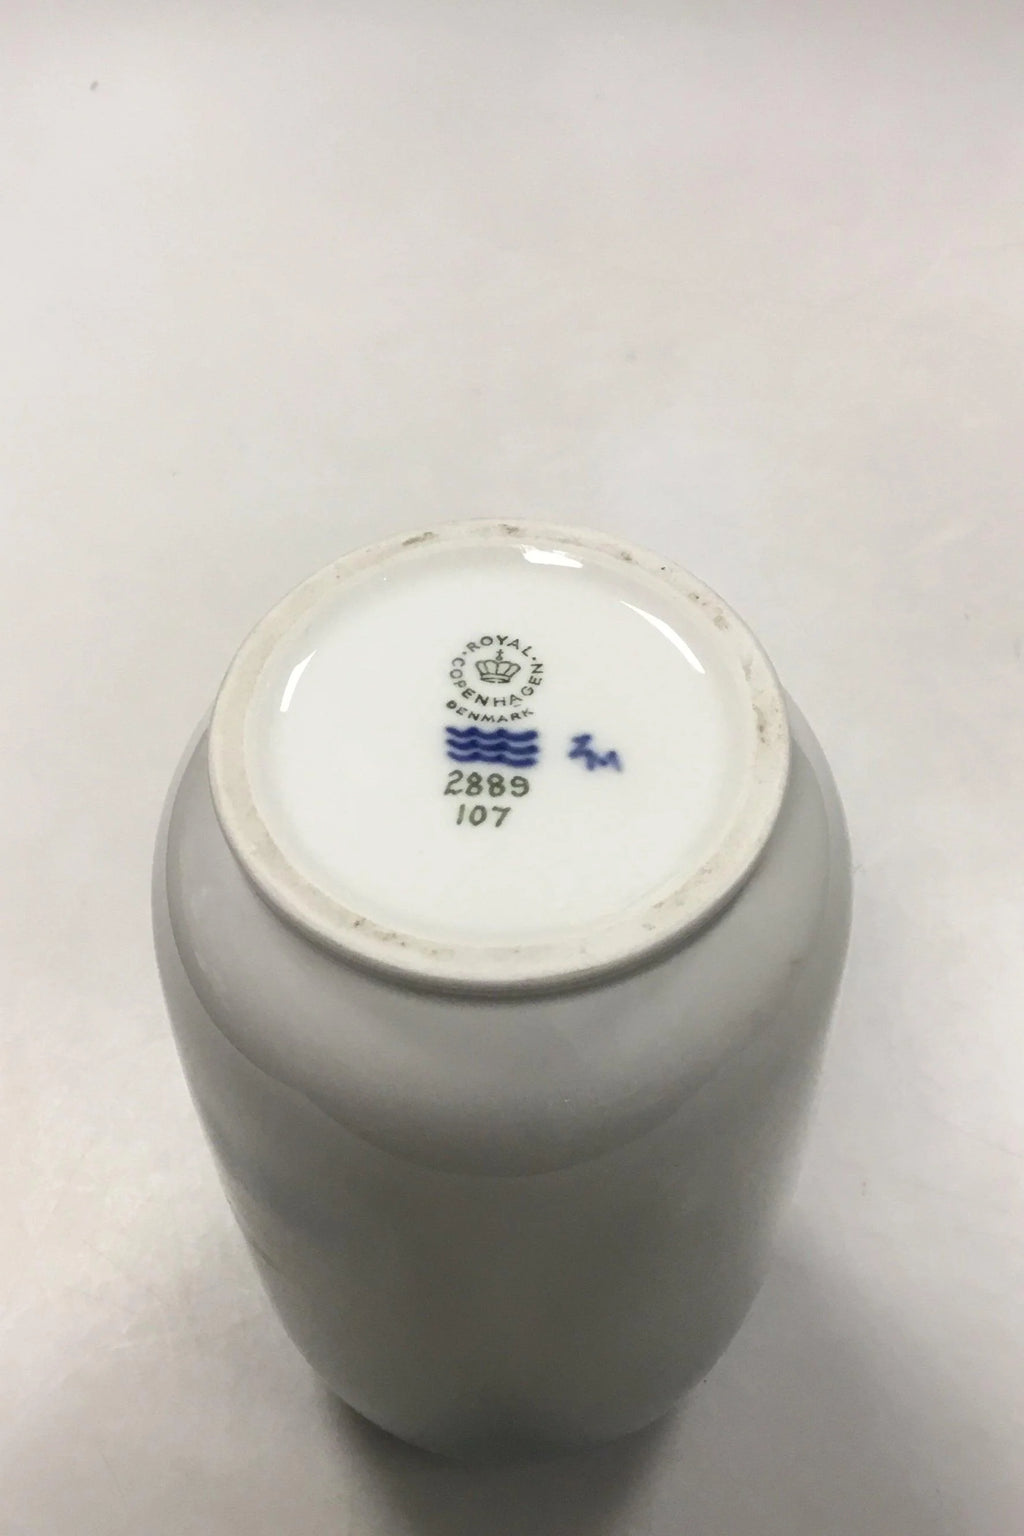 ROYAL
COPENHAGEN
DENMARK
2889
107